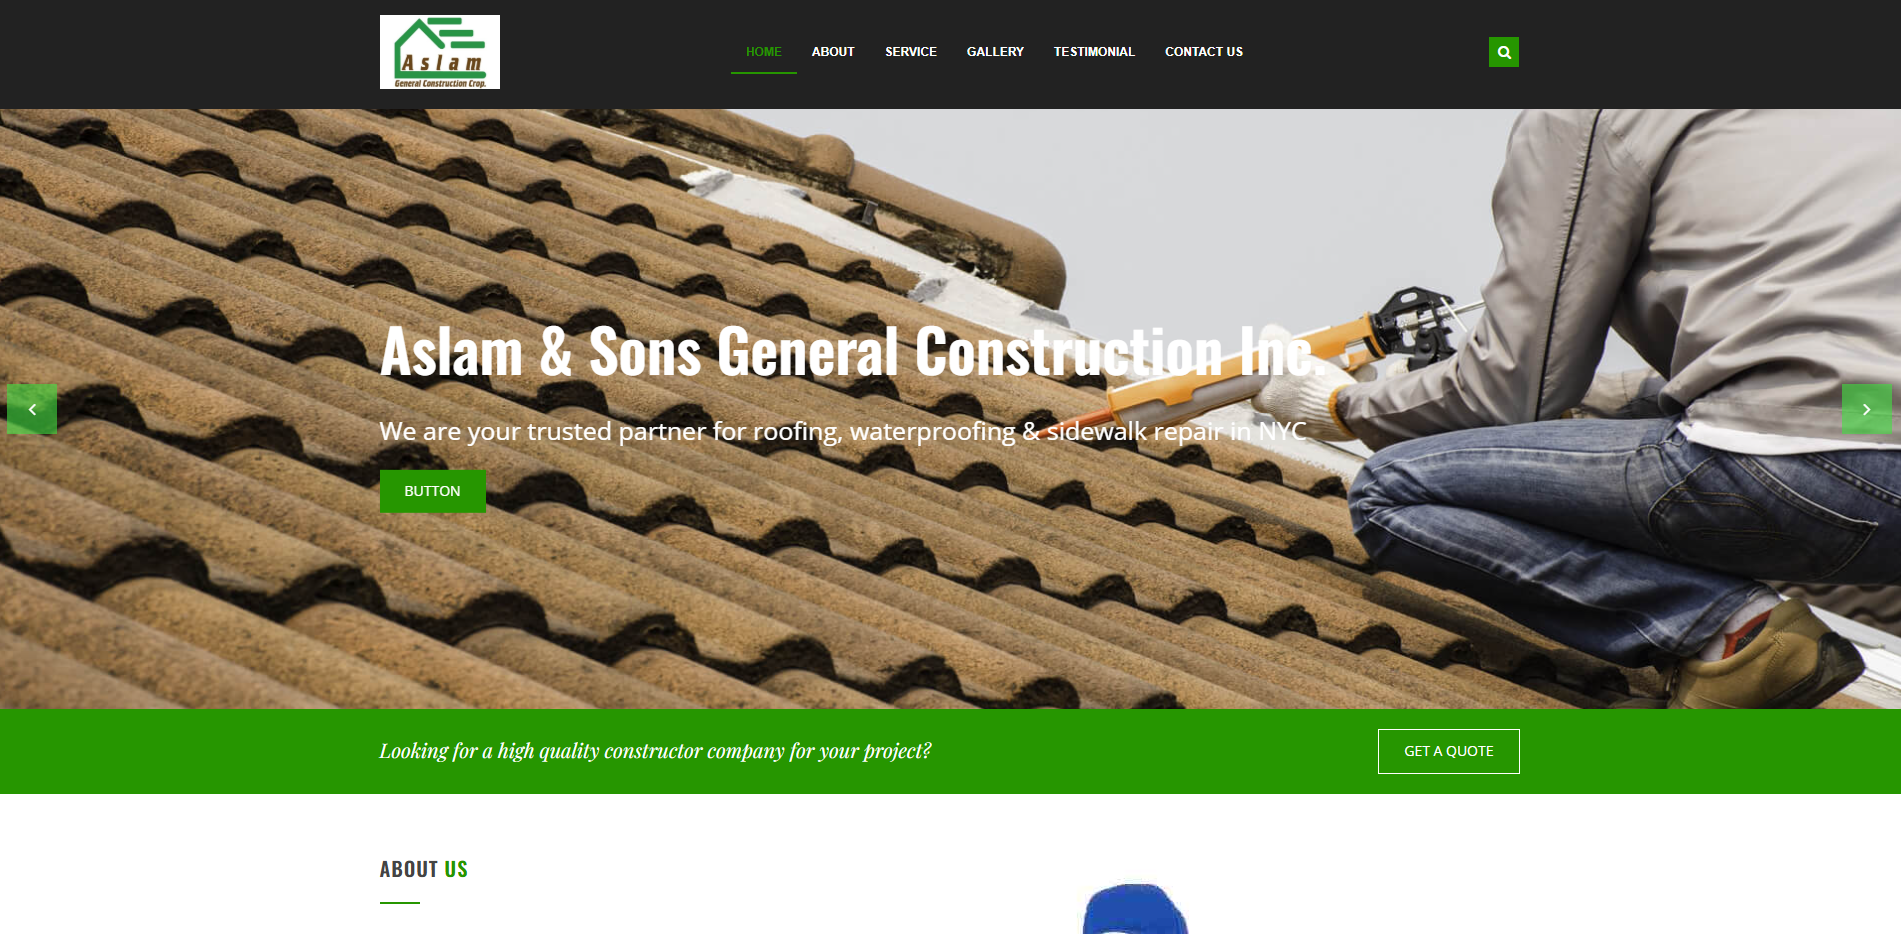 Aslam
General Construction Crop.
HOME ABOUT SERVICE GALLERY TESTIMONIAL CONTACT US
Aslam & Sons General Construction Inc.
We are your trusted partner for roofing, waterproofing & sidewalk repair in NYC
BUTTON
Looking for a high quality constructor company for your project?
GET A QUOTE
ABOUT US